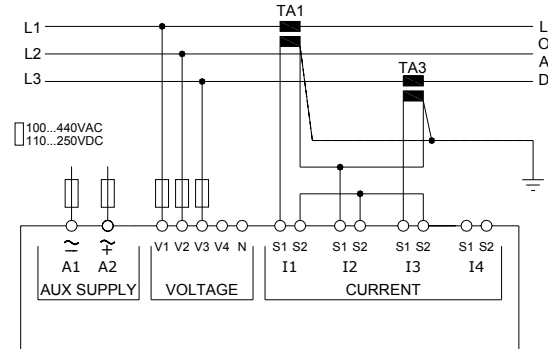 TA1
L1
L
L2
O
TA3
A
L3
D
100...440VAC
110...250VDC
V1 V2 V3 V4 N S1 S2 S1 S2 S1 S2 S1 S2
A1 A2 I1 I2 I3 I4
AUX SUPPLY VOLTAGE CURRENT